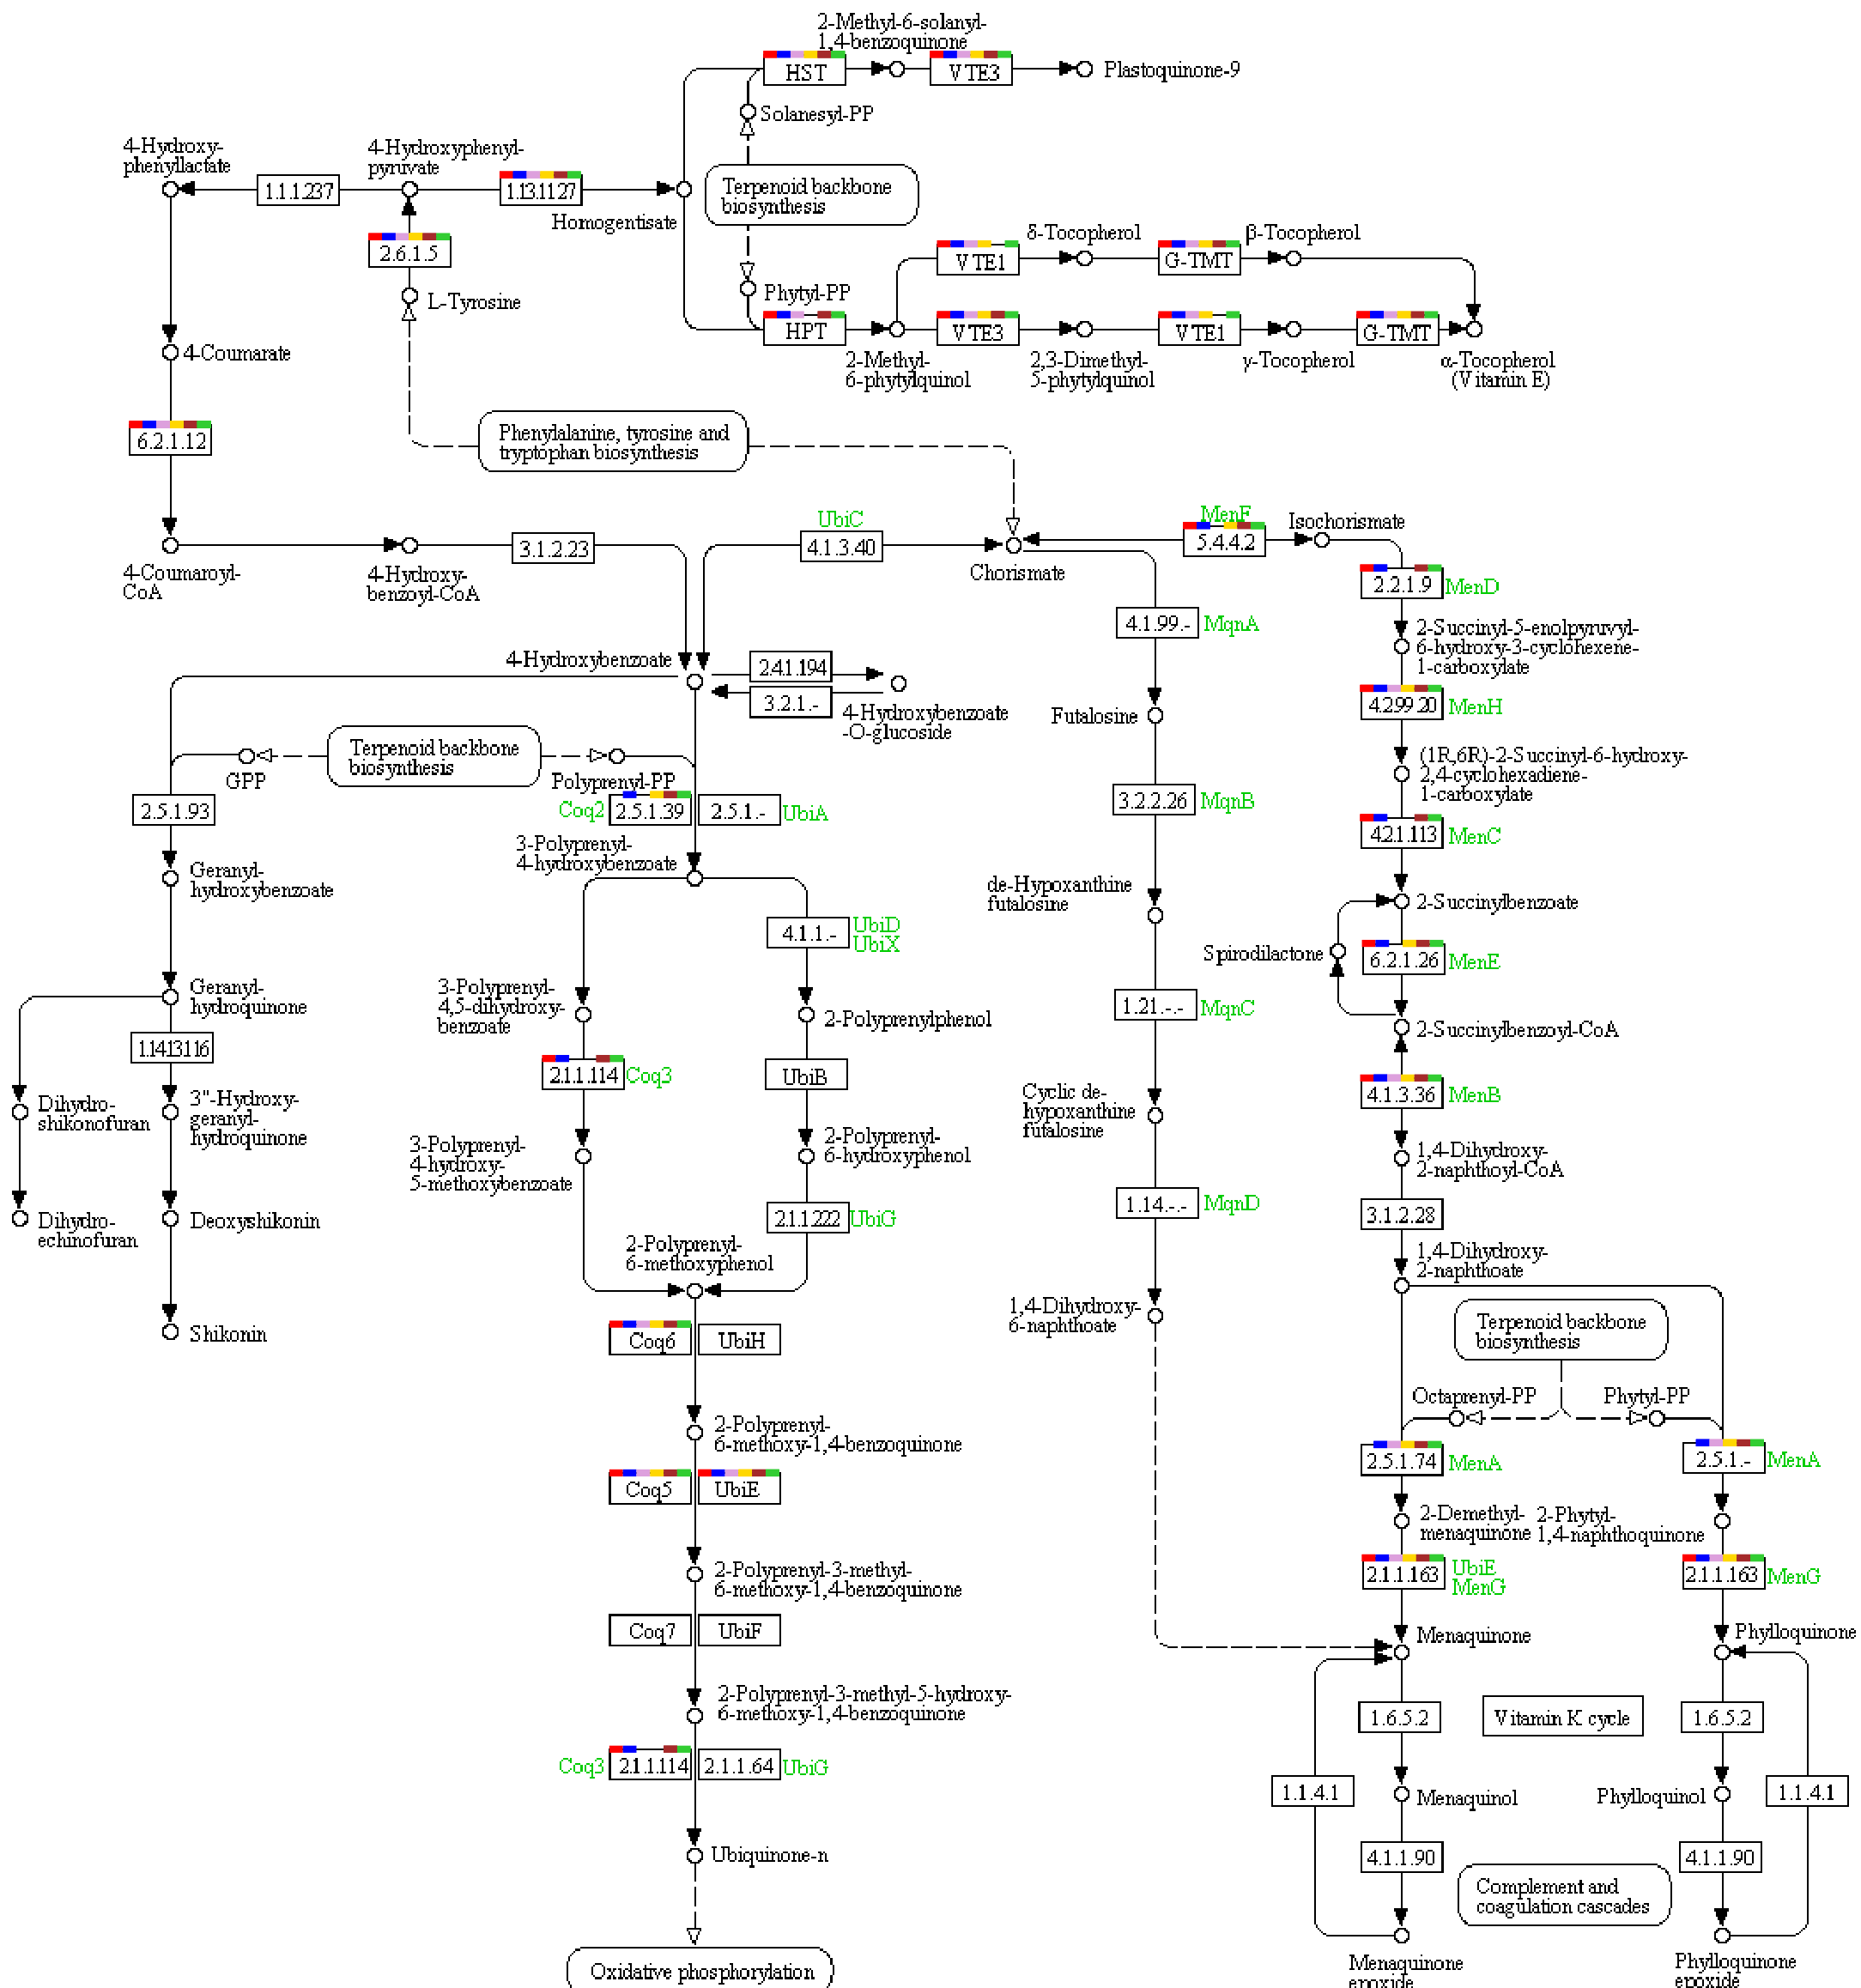 2-Methyl-6-solanyl-
1,4-benzoquinone
HST
VTE3
Plastoquinone-9
Solanesyl-PP
4-Hydroxy-
phenyllactate
4-Hydroxyphenyl-
pyruvate
1.1.1.237
1.13.11.27
Homogentisate
Terpenoid backbone
biosynthesis
2.6.1.5
L-Tyrosine
δ-Tocopherol
β-Tocopherol
VTE1
G-TMT
Phytyl-PP
HPT
VTE3
VTE1
G-TMT
2-Methyl-
6-phytylquinol
2,3-Dimethyl-
5-phytylquinol
γ-Tocopherol
α-Tocopherol
(Vitamin E)
4-Coumarate
6.2.1.12
Phenylalanine, tyrosine and
tryptophan biosynthesis
UbiC
4.1.3.40
MenF
5.4.4.2
Isochorismate
3.1.2.23
4-Coumaroyl-
CoA
4-Hydroxy-
benzoyl-CoA
Chorismate
2.2.1.9 MenD
4.1.99.- MqnA
2-Succinyl-5-enolpyruvyl-
6-hydroxy-3-cyclohexene-
1-carboxylate
4-Hydroxybenzoate
2.4.1.194
3.2.1.-
4-Hydroxybenzoate
-O-glucoside
Futalosine
4.2.99.20 MenH
Terpenoid backbone
biosynthesis
GPP
Polyprenyl-PP
(1R,6R)-2-Succinyl-6-hydroxy-
2,4-cyclohexadiene-
1-carboxylate
2.5.1.93
Coq2 2.5.1.39
2.5.1.- UbiA
3.2.2.26 MqnB
4.2.1.113 MenC
3-Polyprenyl-
4-hydroxybenzoate
Geranyl-
hydroxybenzoate
de-Hypoxanthine
futalosine
2-Succinylbenzoate
4.1.1.- UbiD
UbiX
Spirodilactone
6.2.1.26 MenE
Geranyl-
hydroquinone
3-Polyprenyl-
4,5-dihydroxy-
benzoate
2-Polyprenylphenol
1.21.-.- MqnC
2-Succinylbenzoyl-CoA
1.14.13.116
2.1.1.114 Coq3
UbiB
4.1.3.36 MenB
Dihydro-
shikonofuran
3"-Hydroxy-
geranyl-
hydroquinone
Cyclic de-
hypoxanthine
futalosine
3-Polyprenyl-
4-hydroxy-
5-methoxybenzoate
2-Polyprenyl-
6-hydroxyphenol
1,4-Dihydroxy-
2-naphthoyl-CoA
Dihydro-
echinofuran
Deoxyshikonin
2.1.1.222 UbiG
1.14.-.- MqnD
3.1.2.28
2-Polyprenyl-
6-methoxyphenol
1,4-Dihydroxy-
2-naphthoate
Shikonin
Coq6
UbiH
1,4-Dihydroxy-
6-naphthoate
Terpenoid backbone
biosynthesis
Octaprenyl-PP
Phytyl-PP
2-Polyprenyl-
6-methoxy-1,4-benzoquinone
2.5.1.74 MenA
2.5.1.- MenA
Coq5
UbiE
2-Demethyl-
menaquinone
2-Phytyl-
1,4-naphthoquinone
2-Polyprenyl-3-methyl-
6-methoxy-1,4-benzoquinone
2.1.1.163 UbiE
MenG
2.1.1.163 MenG
Coq7
UbiF
Menaquinone
Phylloquinone
2-Polyprenyl-3-methyl-5-hydroxy-
6-methoxy-1,4-benzoquinone
1.6.5.2
Vitamin K cycle
1.6.5.2
Coq3 2.1.1.114
2.1.1.64 UbiG
1.1.4.1
Menaquinol
Phylloquinol
1.1.4.1
Ubiquinone-n
4.1.1.90
4.1.1.90
Complement and
coagulation cascades
Oxidative phosphorylation
Menaquinone
epoxide
Phylloquinone
epoxide